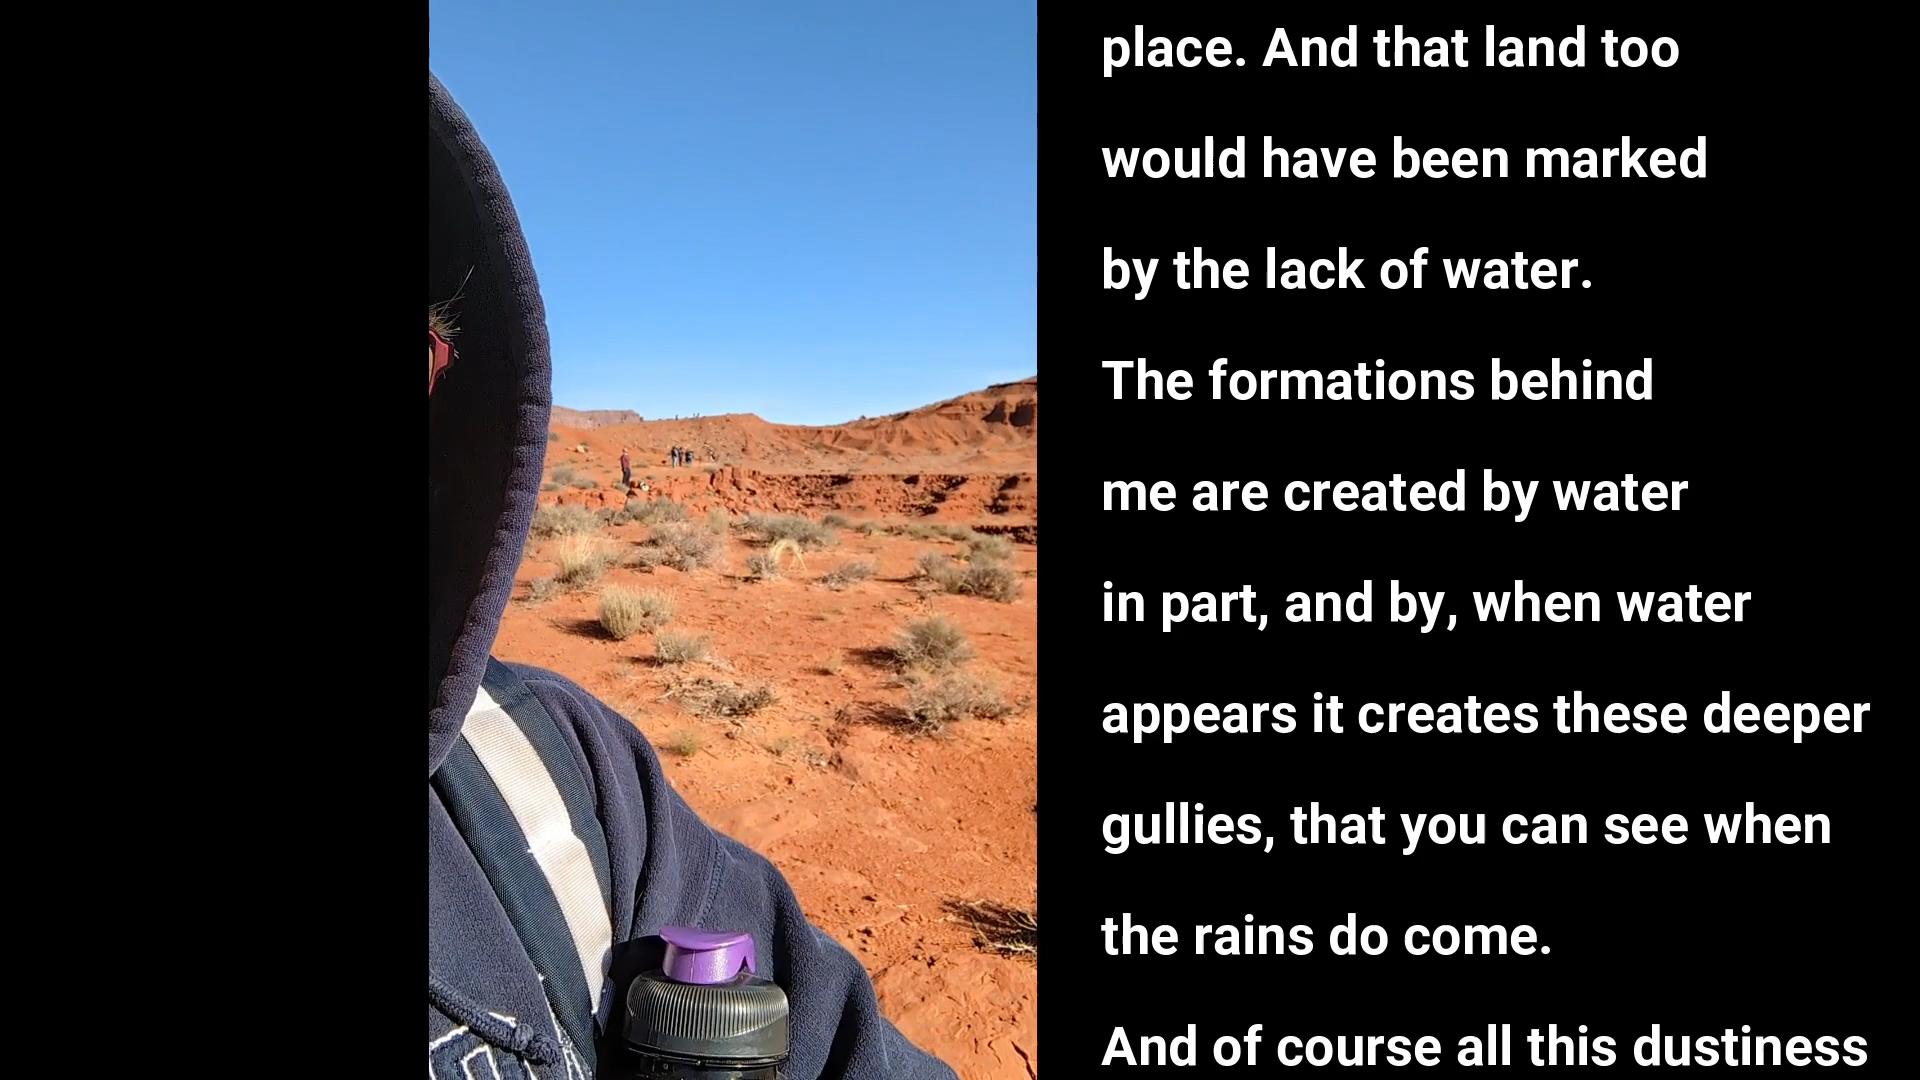 place. And that land too
would have been marked
by the lack of water.
The formations behind
me are created by water
in part, and by, when water
appears it creates these deeper
gullies, that you can see when
the rains do come.
And of course all this dustiness